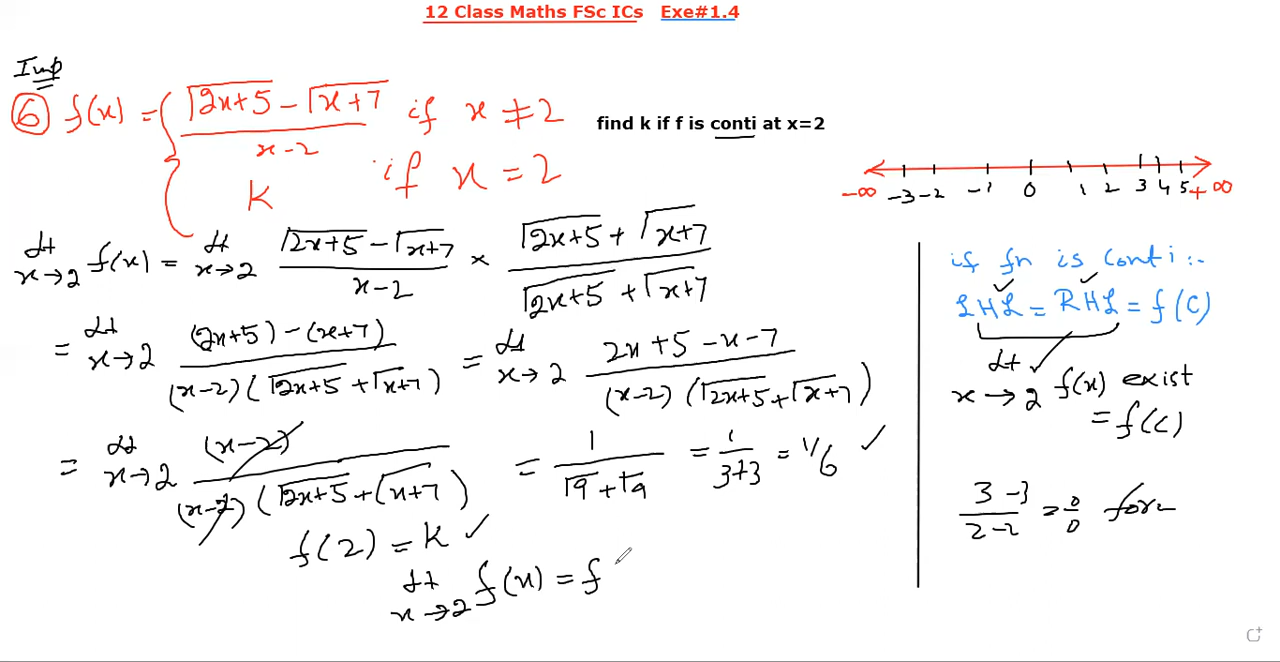 12 Class Maths FSc ICs Exe#1.4
Imp
⑥ f(x) = { (√2x+5 − √x+7)/(x−2) if x ≠ 2
k if x = 2
find k if f is conti at x=2
-∞ -3 -2 -1 0 1 2 3 4 5 +∞
Lt x→2 f(x) = Lt x→2 (√2x+5 − √x+7)/(x−2) × (√2x+5 + √x+7)/(√2x+5 + √x+7)
= Lt x→2 ((2x+5) − (x+7))/((x−2)(√2x+5 + √x+7)) = Lt x→2 (2x+5−x−7)/((x−2)(√2x+5 + √x+7))
= Lt x→2 (x−2)/((x−2)(√2x+5 + √x+7)) = 1/(√9 + √9) = 1/(3+3) = 1/6 ✓
f(2) = k ✓
Lt x→2 f(x) = f
if fn is conti :-
LHL = RHL = f(C)
Lt x→2 f(x) exist
= f(C)
(3−3)/(2−2) = 0/0 form